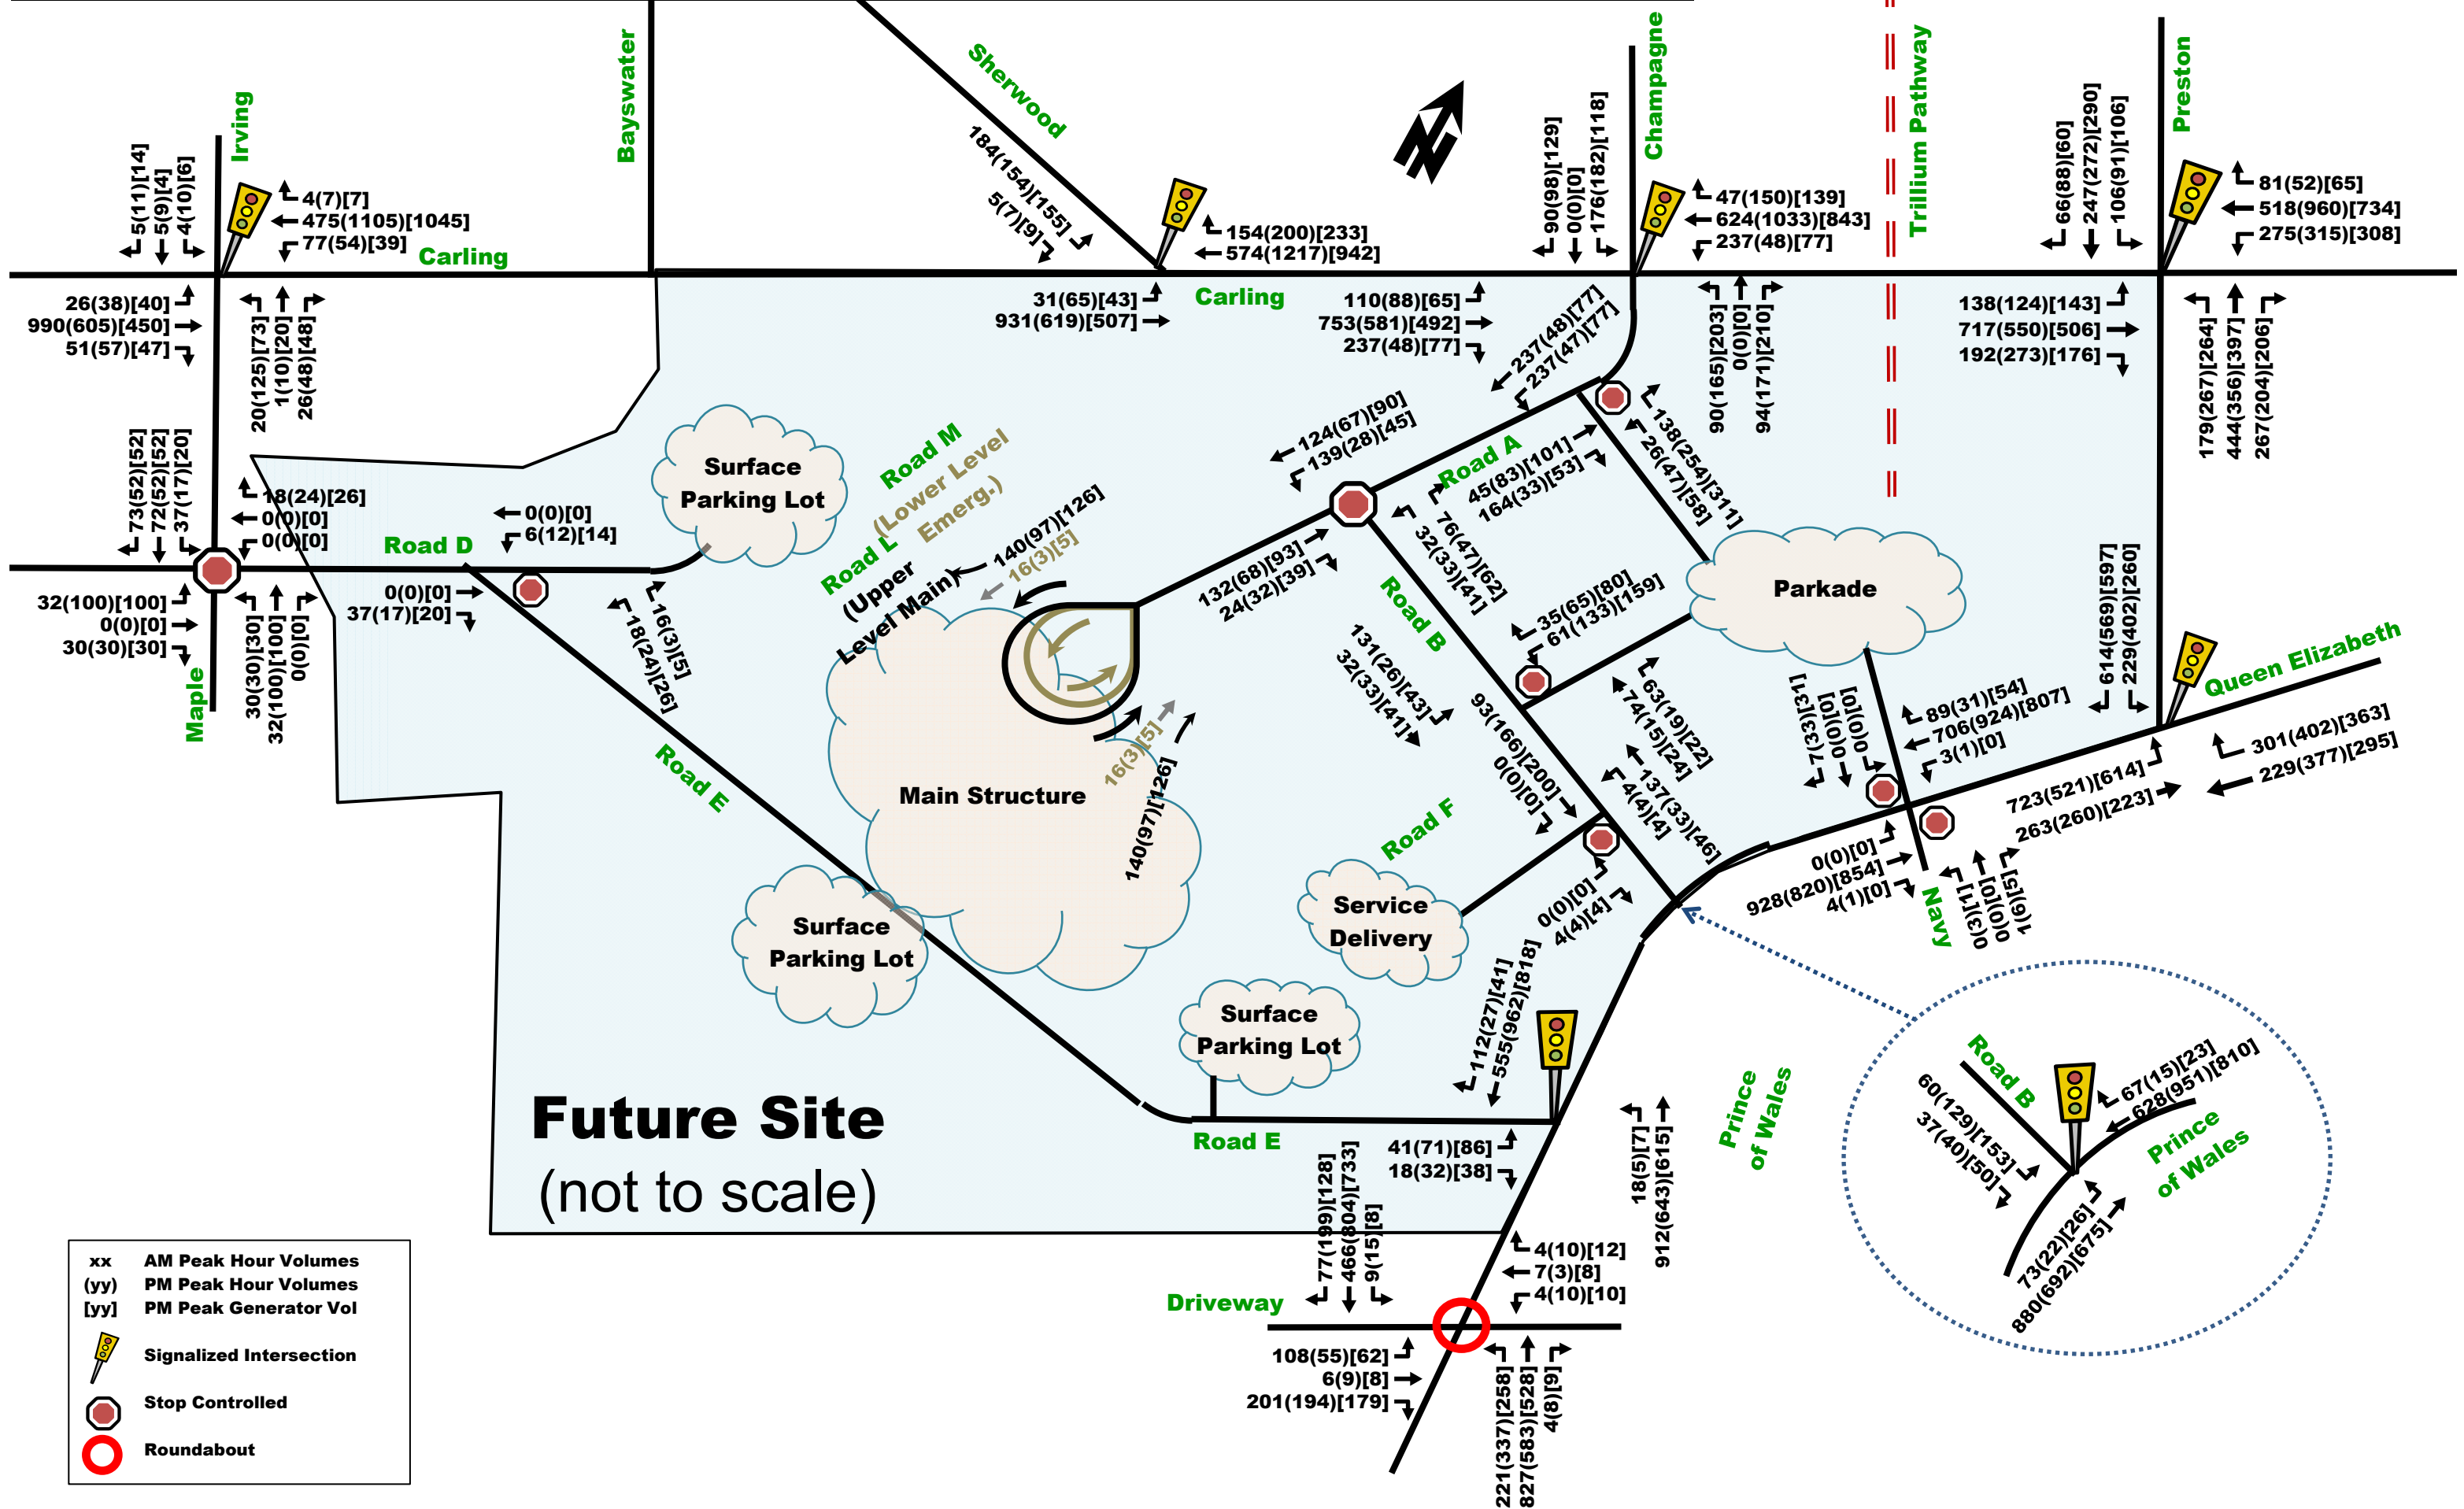 Irving
Bayswater
Sherwood
Champagne
Trillium Pathway
Preston
5(11)[14]
5(9)[4]
4(10)[6]
4(7)[7]
475(1105)[1045]
77(54)[39]
Carling
26(38)[40]
990(605)[450]
51(57)[47]
20(125)[73]
1(10)[20]
26(48)[48]
184(154)[155]
5(7)[9]
154(200)[233]
574(1217)[942]
31(65)[43]
931(619)[507]
Carling
90(98)[129]
0(0)[0]
176(182)[118]
47(150)[139]
624(1033)[843]
237(48)[77]
110(88)[65]
753(581)[492]
237(48)[77]
90(165)[203]
0(0)[0]
94(171)[210]
66(88)[60]
247(272)[290]
106(91)[106]
81(52)[65]
518(960)[734]
275(315)[308]
138(124)[143]
717(550)[506]
192(273)[176]
179(267)[264]
444(356)[397]
267(204)[206]
237(48)[77]
237(47)[77]
124(67)[90]
139(28)[45]
Road A
45(83)[101]
164(33)[53]
138(254)[311]
26(47)[58]
73(52)[52]
72(52)[52]
37(17)[20]
18(24)[26]
0(0)[0]
0(0)[0]
Road D
0(0)[0]
6(12)[14]
32(100)[100]
0(0)[0]
30(30)[30]
Maple
30(30)[30]
32(100)[100]
0(0)[0]
0(0)[0]
37(17)[20]
16(3)[5]
18(24)[26]
Surface
Parking Lot
Road M
(Lower Level
Emerg.)
Road L
(Upper
Level Main)
140(97)[126]
16(3)[5]
132(68)[93]
24(32)[39]
76(47)[62]
32(33)[41]
Road B
35(65)[80]
61(133)[159]
Parkade
131(26)[43]
32(33)[41]
63(19)[22]
74(15)[24]
93(166)[200]
0(0)[0]
137(33)[46]
4(4)[4]
Road E
Main Structure
16(3)[5]
140(97)[126]
Road F
Service
Delivery
0(0)[0]
4(4)[4]
7(33)[31]
0(0)[0]
0(0)[0]
89(31)[54]
706(924)[807]
3(1)[0]
614(569)[597]
229(402)[260]
Queen Elizabeth
301(402)[363]
229(377)[295]
723(521)[614]
263(260)[223]
0(0)[0]
928(820)[854]
4(1)[0]
Navy
0(3)[1]
0(0)[0]
1(6)[5]
Surface
Parking Lot
Surface
Parking Lot
112(27)[41]
555(962)[818]
Road E
41(71)[86]
18(32)[38]
18(5)[7]
912(643)[615]
Prince
of Wales
Road B
67(15)[23]
628(951)[810]
60(129)[153]
37(40)[50]
Prince
of Wales
73(22)[26]
880(692)[675]
Future Site
(not to scale)
77(199)[128]
466(804)[733]
9(15)[8]
4(10)[12]
7(3)[8]
4(10)[10]
Driveway
108(55)[62]
6(9)[8]
201(194)[179]
221(337)[258]
827(583)[528]
4(8)[9]
xx AM Peak Hour Volumes
(yy) PM Peak Hour Volumes
[yy] PM Peak Generator Vol
Signalized Intersection
Stop Controlled
Roundabout